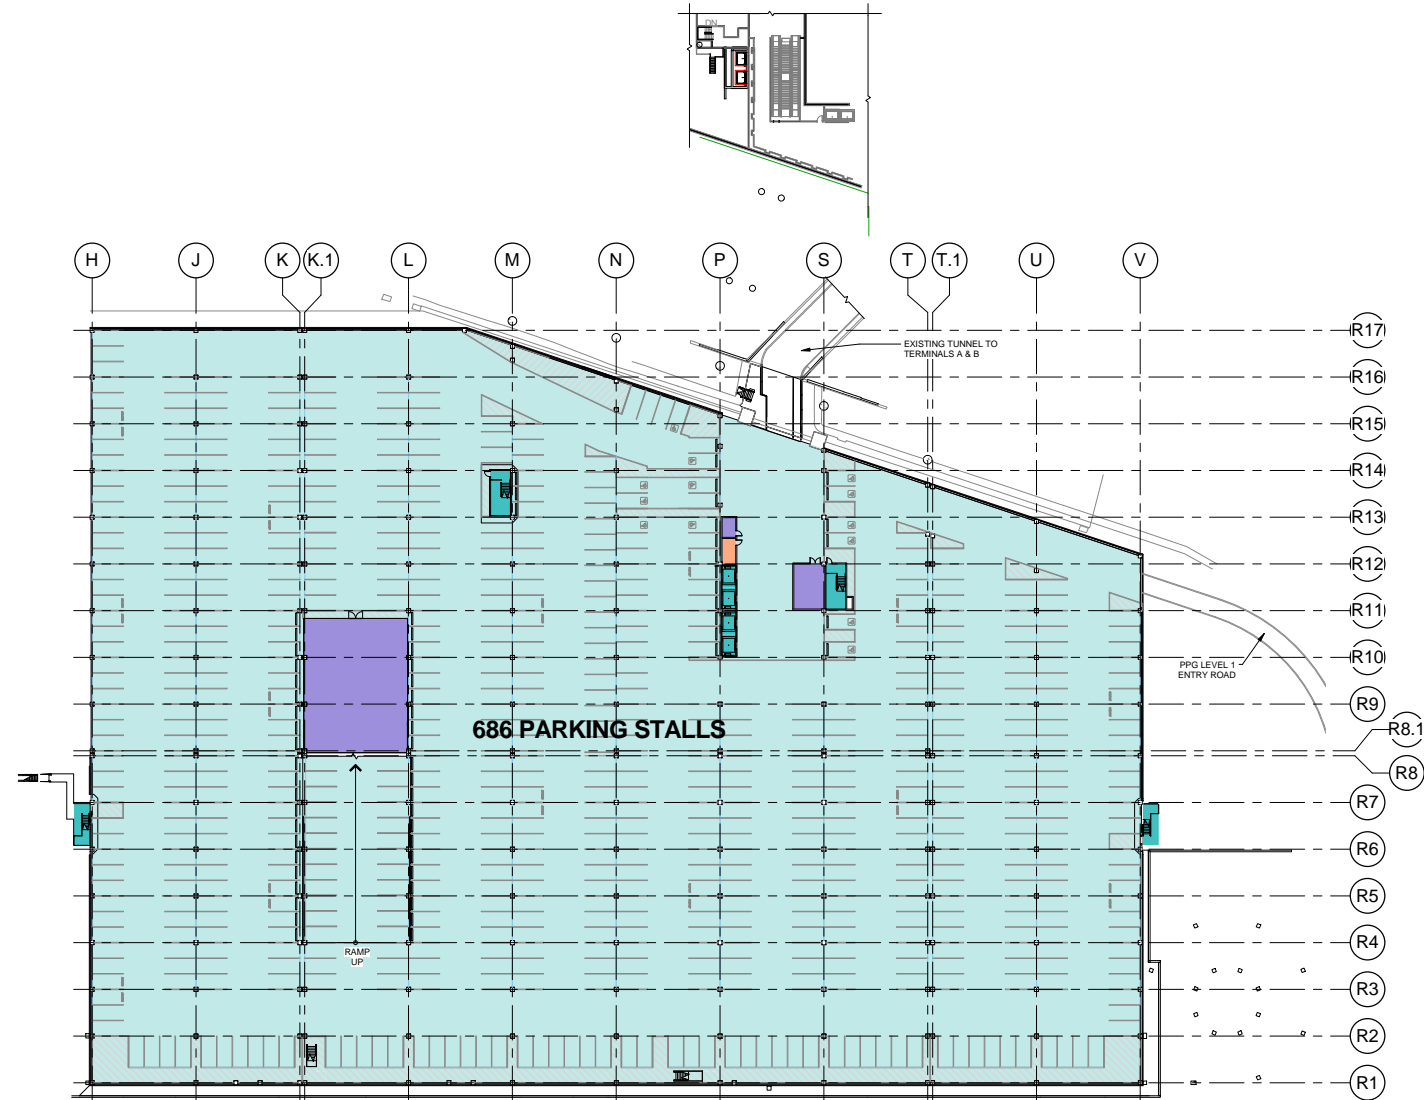 DN
H
J
K
K.1
L
M
N
P
S
T
T.1
U
V
R17
EXISTING TUNNEL TO
TERMINALS A & B
R16
R15
R14
R13
R12
R11
R10
PPG LEVEL 1
ENTRY ROAD
R9
686 PARKING STALLS
R8.1
R8
R7
R6
R5
R4
RAMP
UP
R3
R2
R1